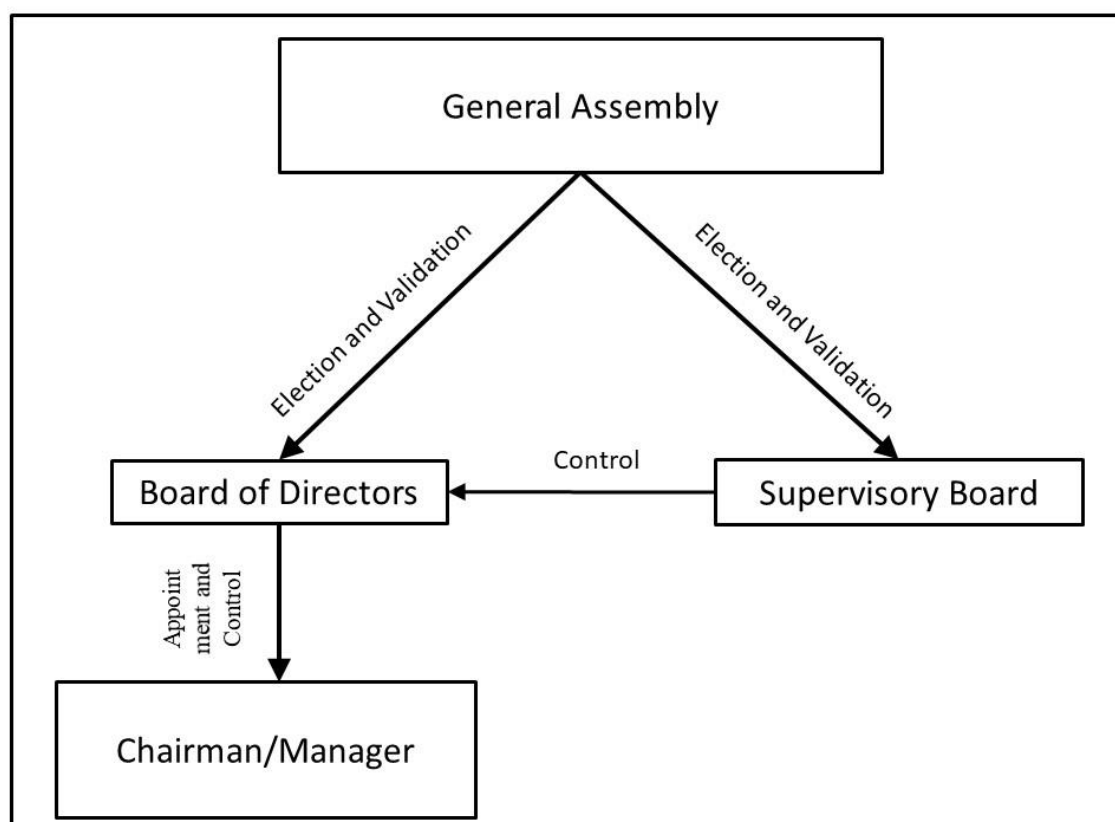 General Assembly
Election and Validation
Election and Validation
Control
Board of Directors
Supervisory Board
Appoint
ment and
Control
Chairman/Manager